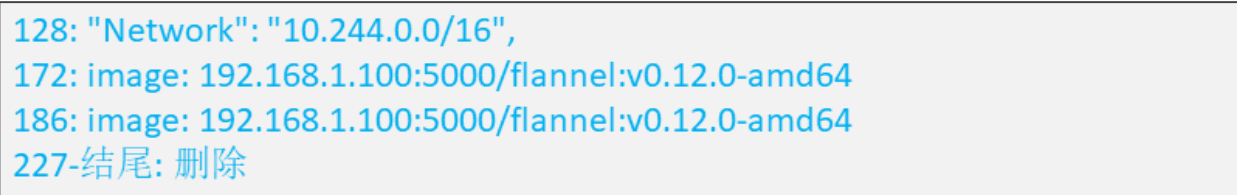 128: "Network": "10.244.0.0/16",
172: image: 192.168.1.100:5000/flannel:v0.12.0-amd64
186: image: 192.168.1.100:5000/flannel:v0.12.0-amd64
227-结尾: 删除